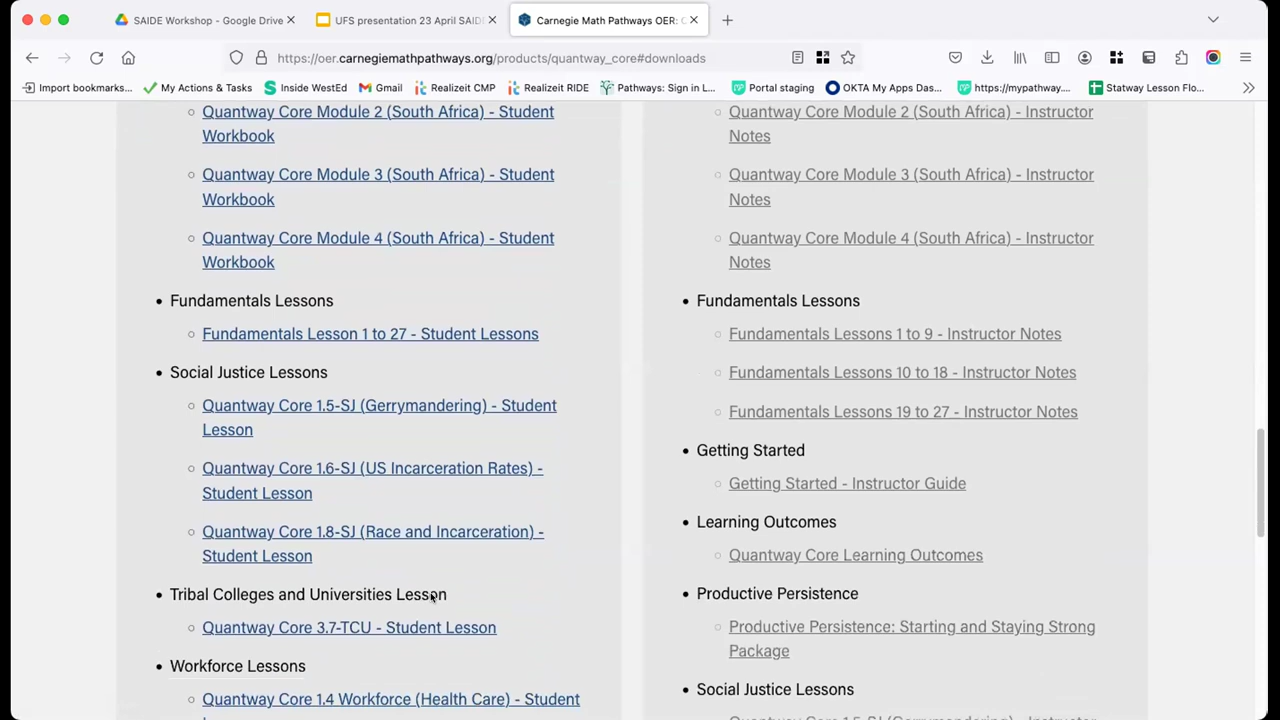 SAIDE Workshop - Google Drive
UFS presentation 23 April SAID
Carnegie Math Pathways OER: C
https://oer.carnegiemathpathways.org/products/quantway_core#downloads
Import bookmarks...
My Actions & Tasks
Inside WestEd
Gmail
Realizeit CMP
Realizeit RIDE
Pathways: Sign in L...
Portal staging
OKTA My Apps Das...
https://mypathway....
Statway Lesson Flo...
Quantway Core Module 2 (South Africa) - Student
Workbook
Quantway Core Module 3 (South Africa) - Student
Workbook
Quantway Core Module 4 (South Africa) - Student
Workbook
Fundamentals Lessons
Fundamentals Lesson 1 to 27 - Student Lessons
Social Justice Lessons
Quantway Core 1.5-SJ (Gerrymandering) - Student
Lesson
Quantway Core 1.6-SJ (US Incarceration Rates) -
Student Lesson
Quantway Core 1.8-SJ (Race and Incarceration) -
Student Lesson
Tribal Colleges and Universities Lesson
Quantway Core 3.7-TCU - Student Lesson
Workforce Lessons
Quantway Core 1.4 Workforce (Health Care) - Student
Quantway Core Module 2 (South Africa) - Instructor
Notes
Quantway Core Module 3 (South Africa) - Instructor
Notes
Quantway Core Module 4 (South Africa) - Instructor
Notes
Fundamentals Lessons
Fundamentals Lessons 1 to 9 - Instructor Notes
Fundamentals Lessons 10 to 18 - Instructor Notes
Fundamentals Lessons 19 to 27 - Instructor Notes
Getting Started
Getting Started - Instructor Guide
Learning Outcomes
Quantway Core Learning Outcomes
Productive Persistence
Productive Persistence: Starting and Staying Strong
Package
Social Justice Lessons